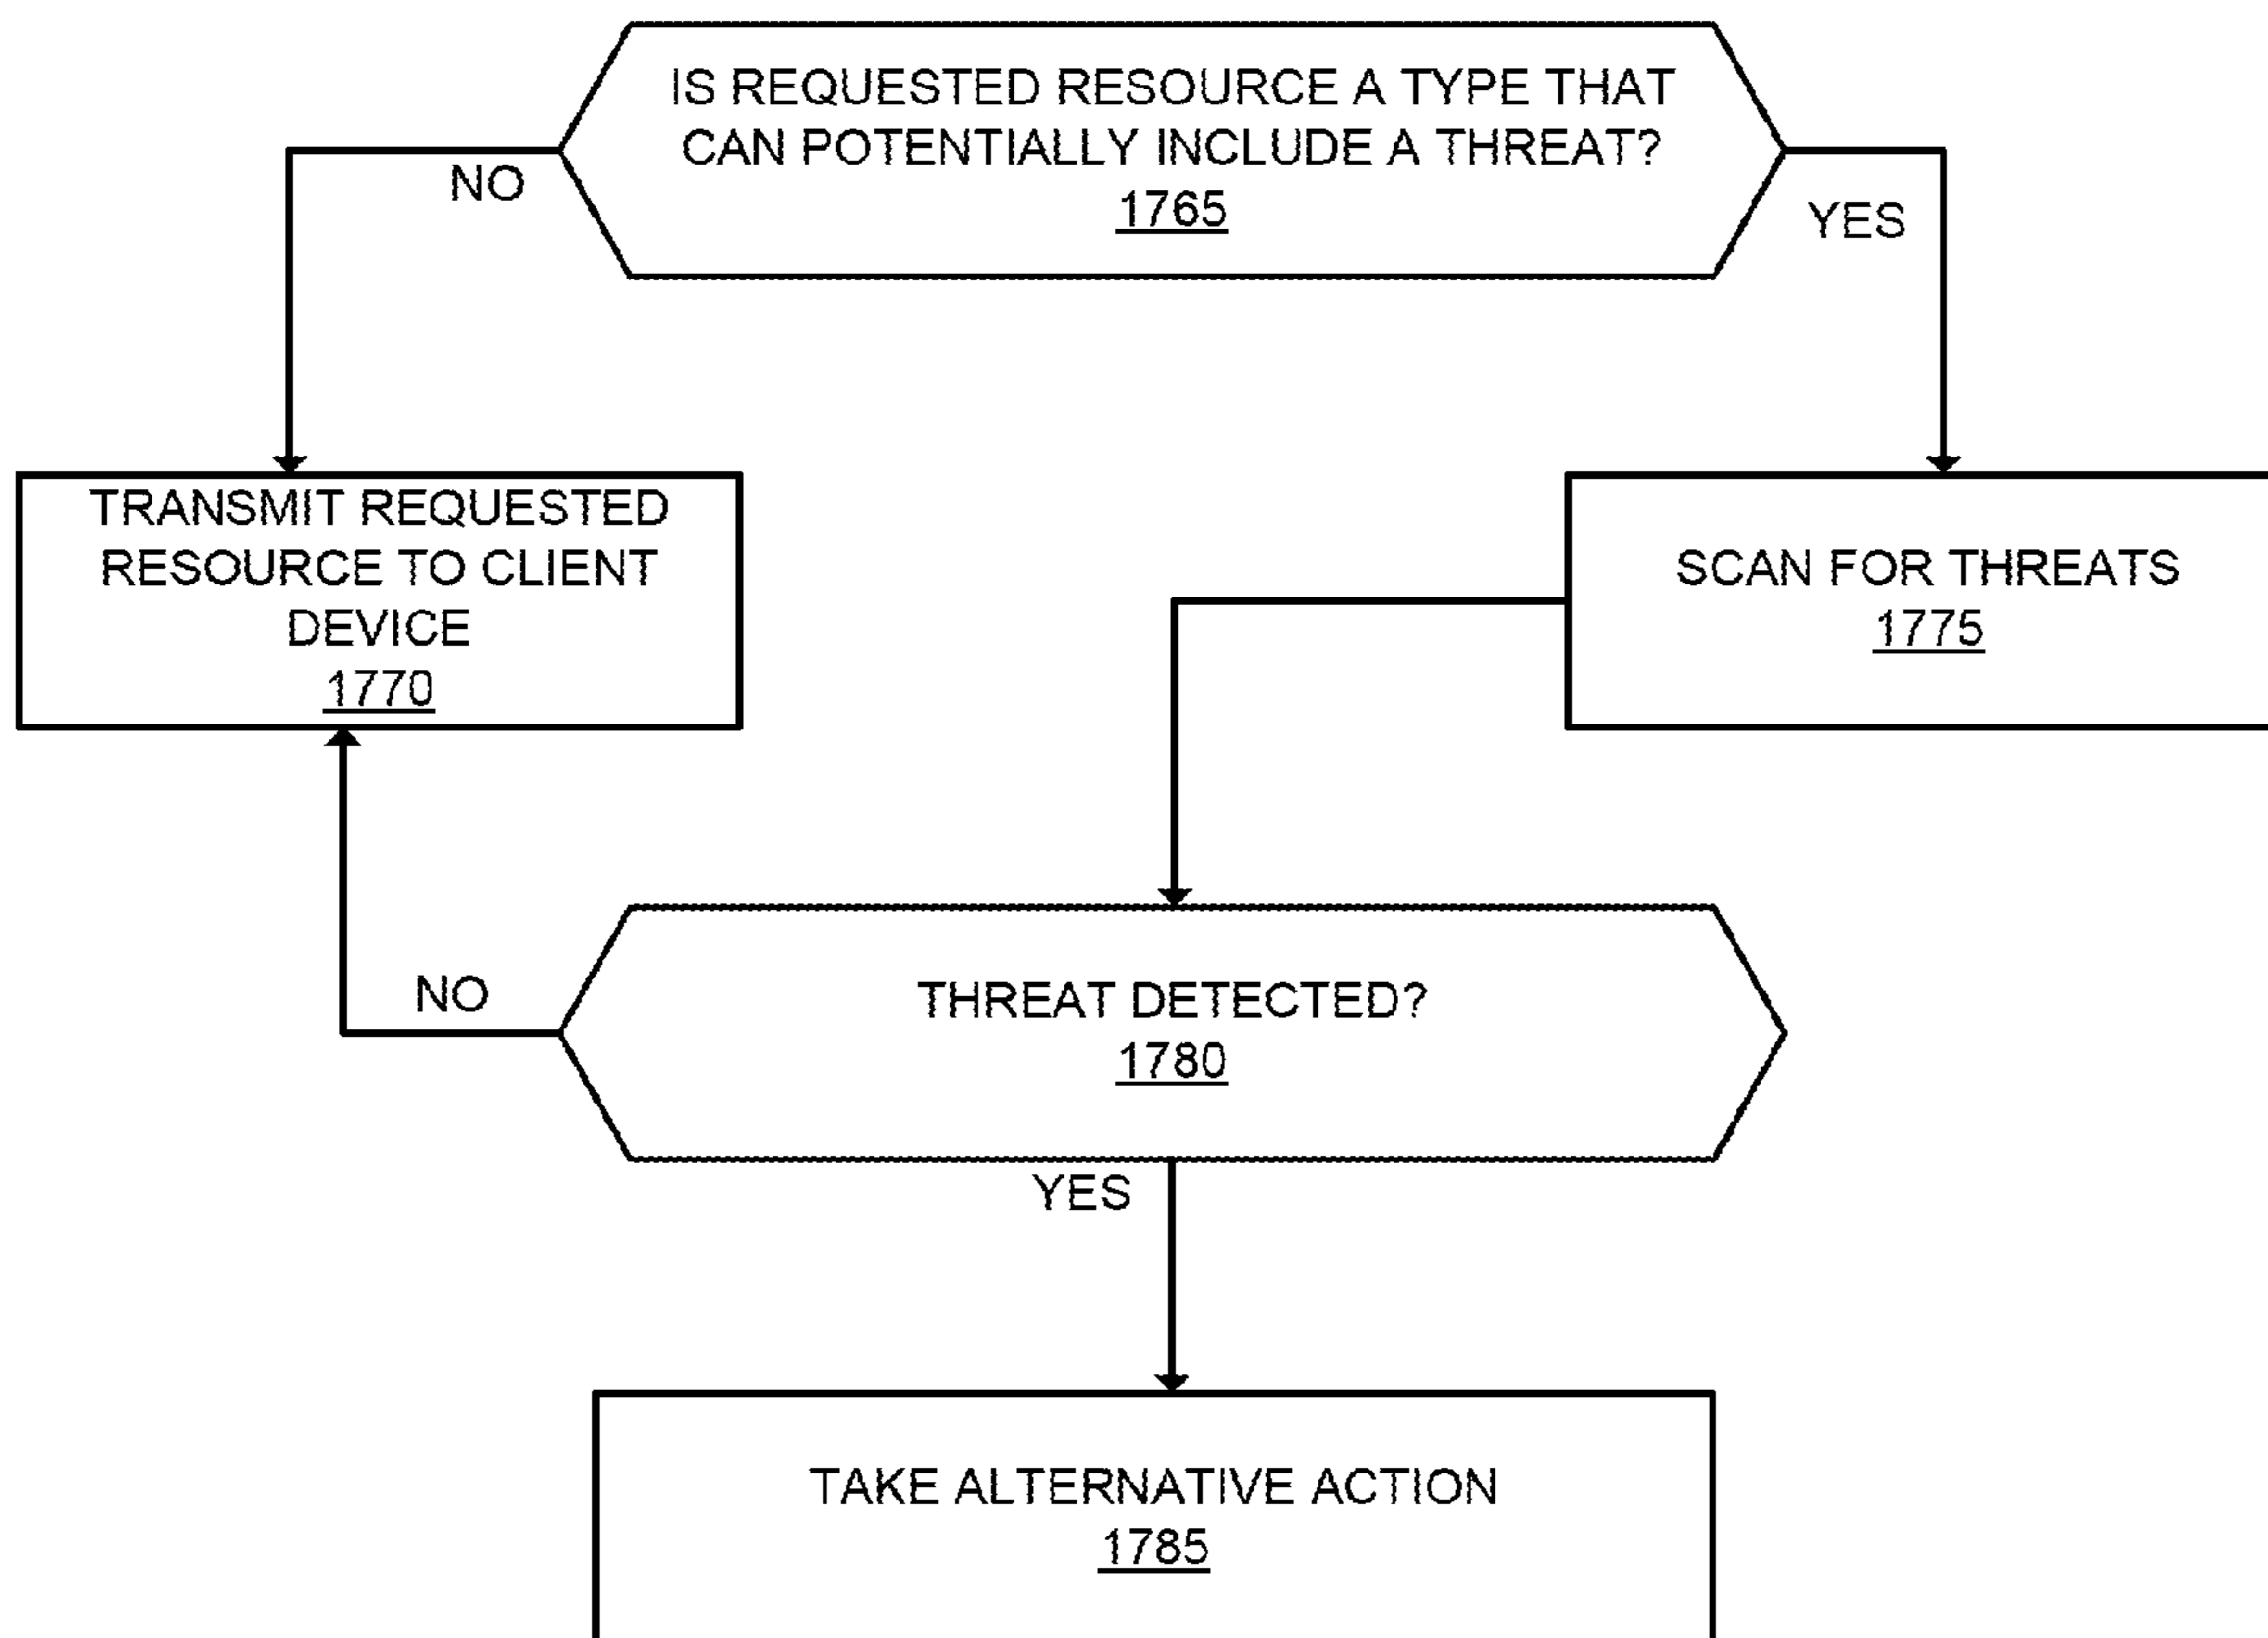 IS REQUESTED RESOURCE A TYPE THAT
CAN POTENTIALLY INCLUDE A THREAT?
1765
NO
YES
TRANSMIT REQUESTED
RESOURCE TO CLIENT
DEVICE
1770
SCAN FOR THREATS
1775
NO
THREAT DETECTED?
1780
YES
TAKE ALTERNATIVE ACTION
1785